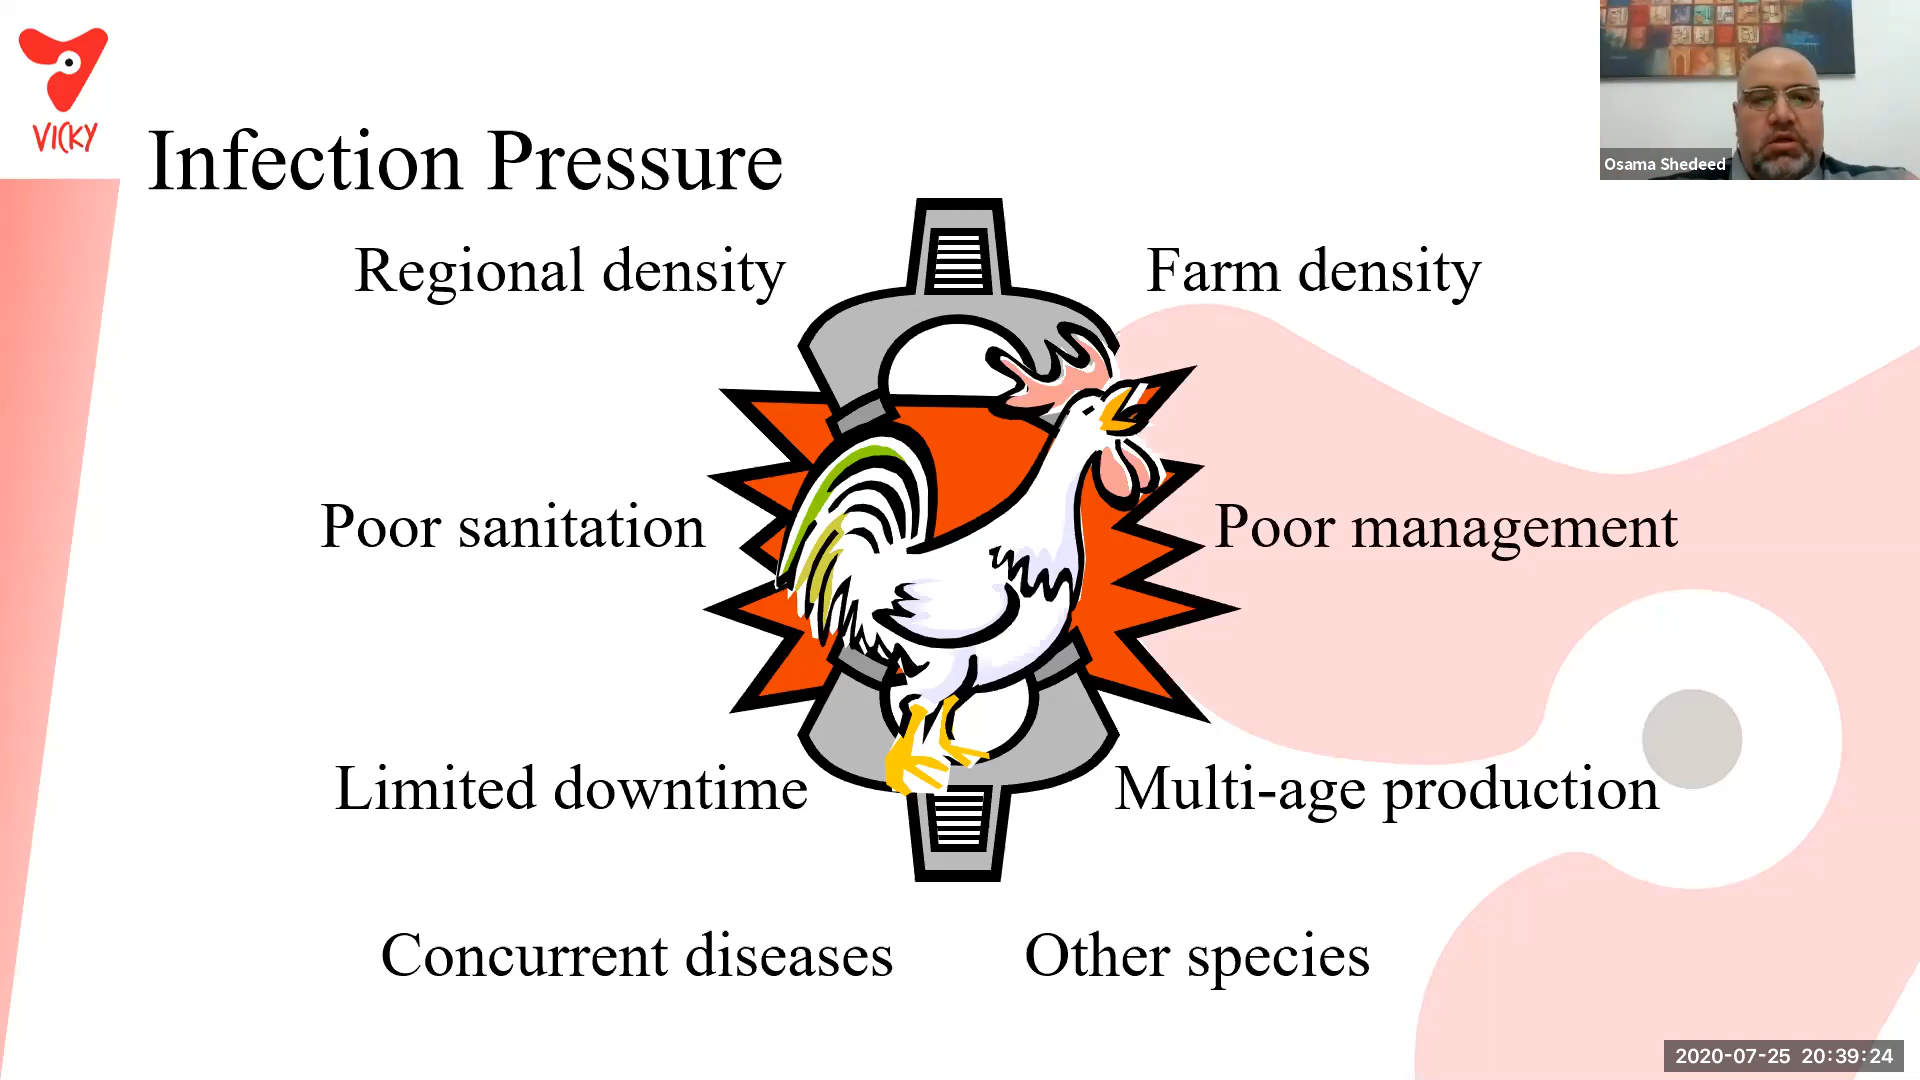 VICKY
Infection Pressure
Osama Shedeed
Regional density
Farm density
Poor sanitation
Poor management
Limited downtime
Multi-age production
Concurrent diseases
Other species
2020-07-25 20:39:24